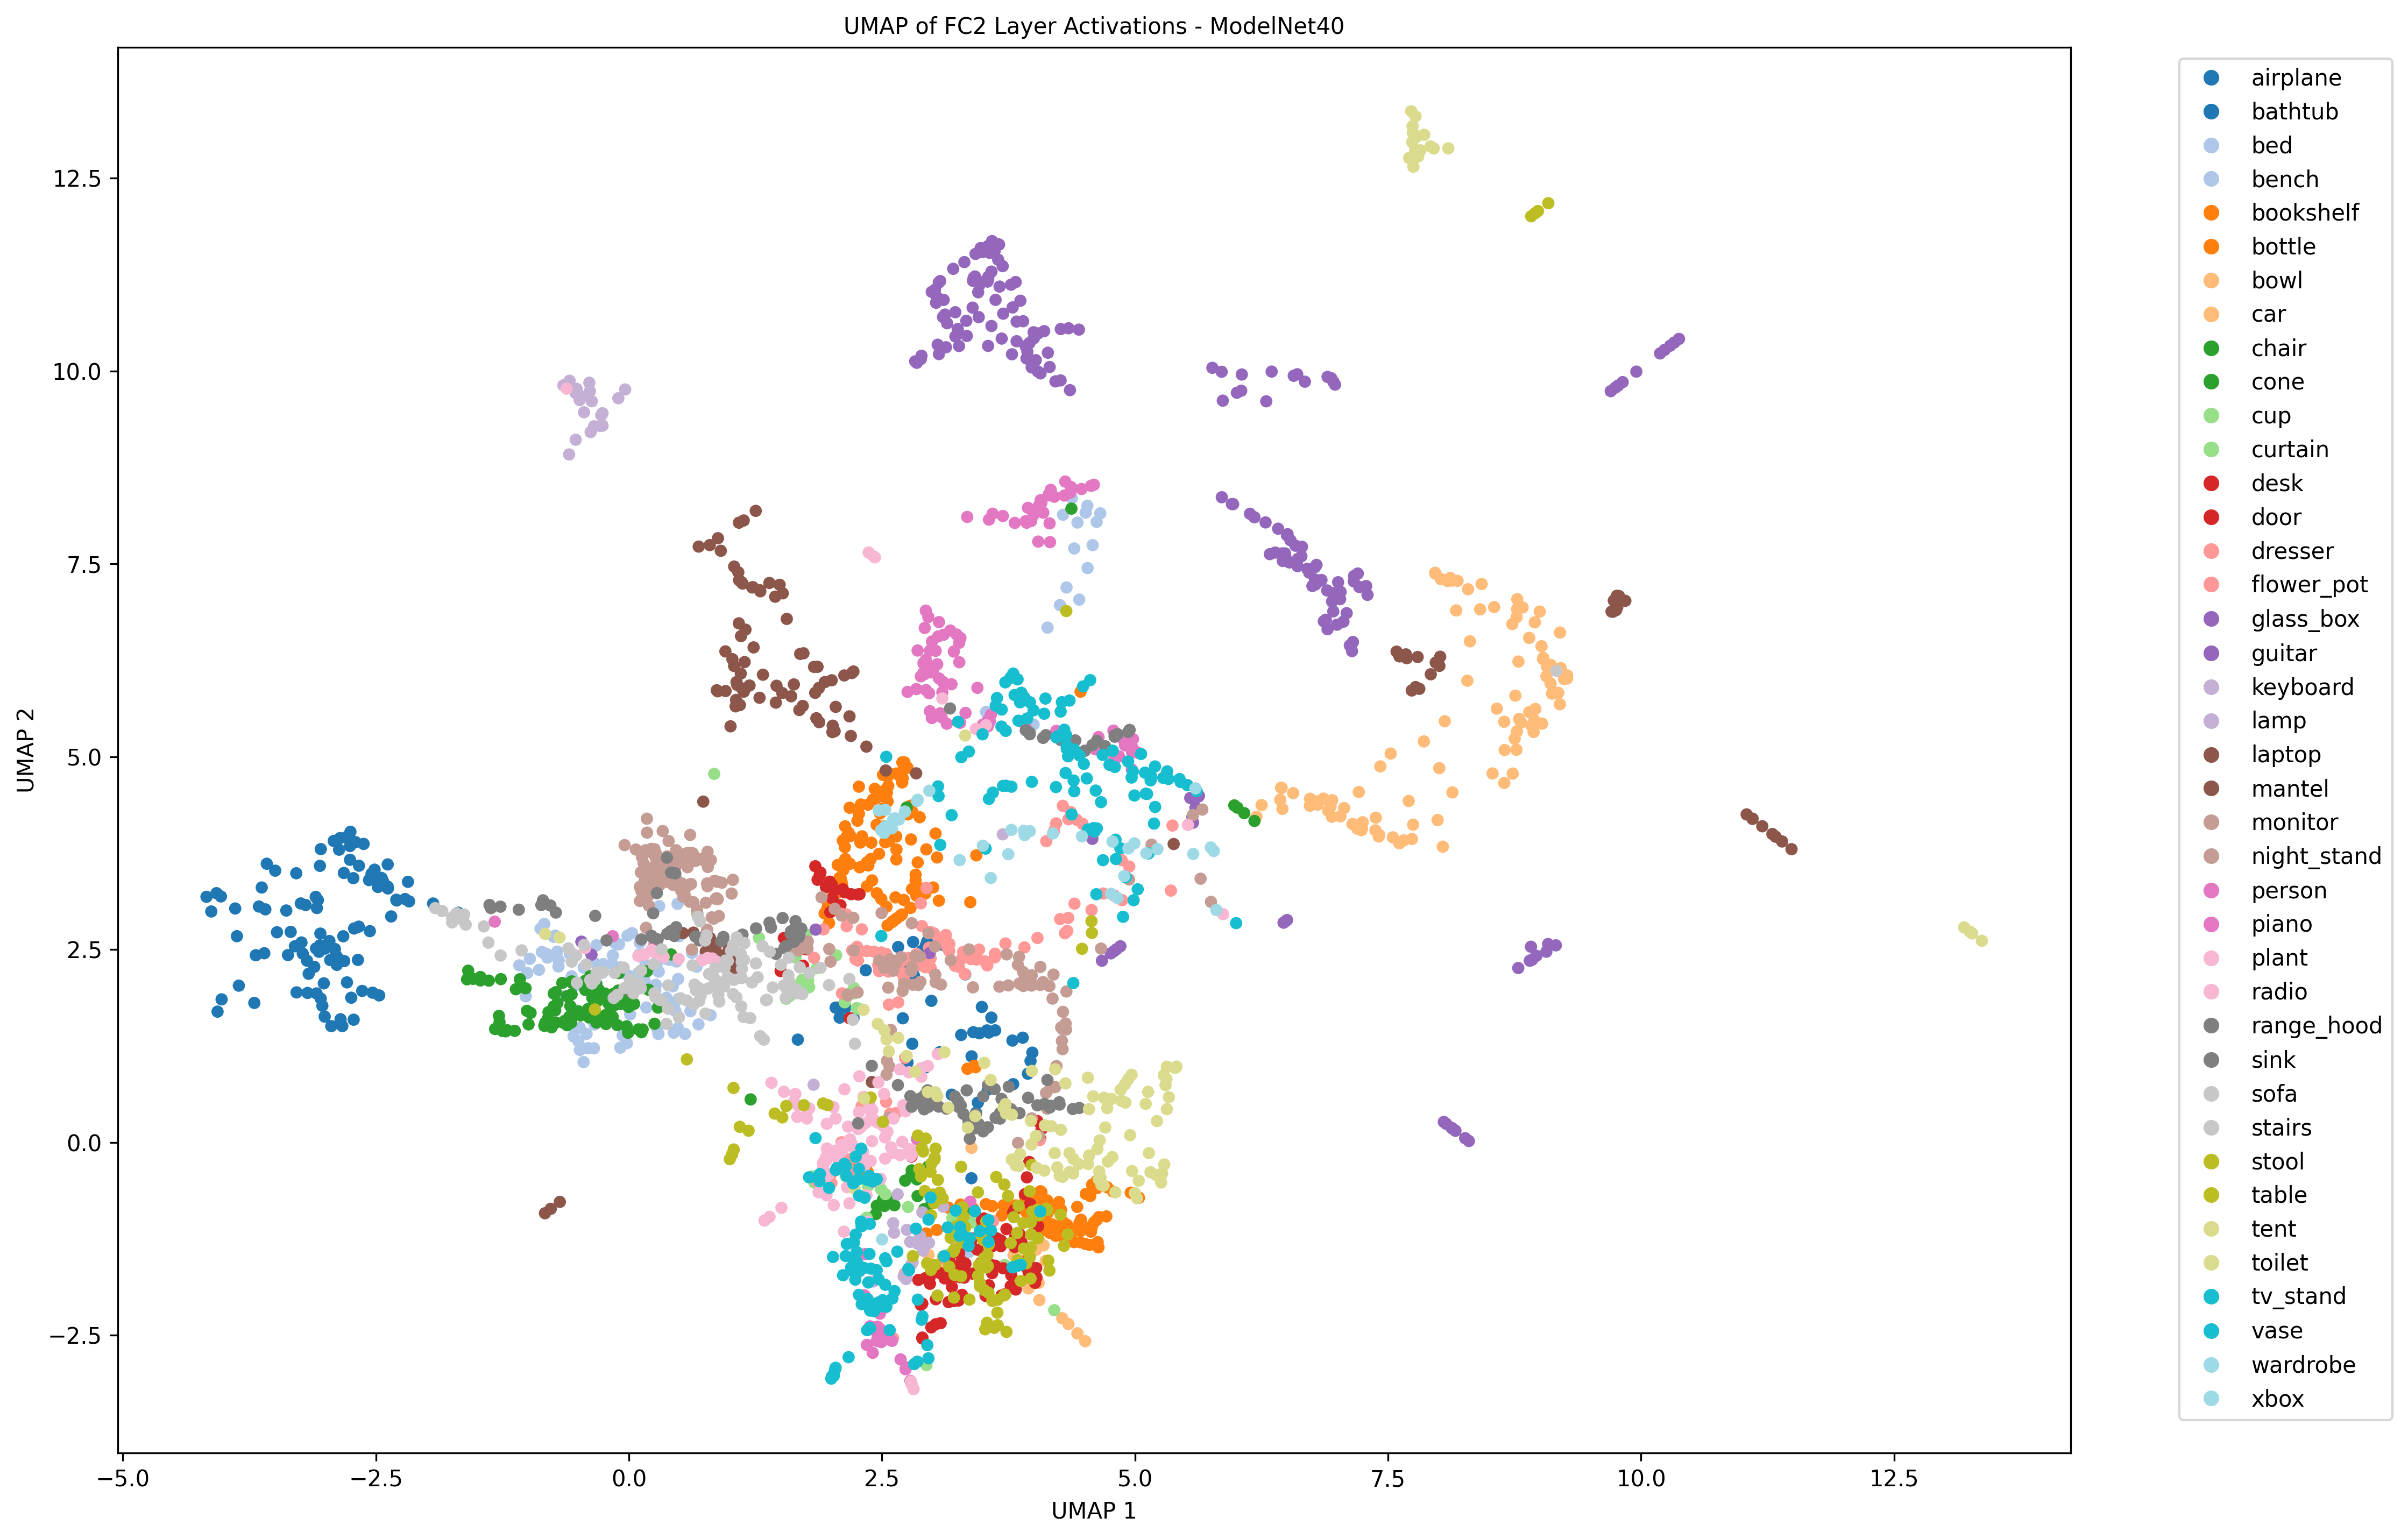 UMAP of FC2 Layer Activations - ModelNet40
UMAP 2
12.5
10.0
7.5
5.0
2.5
0.0
−2.5
−5.0
−2.5
0.0
2.5
5.0
7.5
10.0
12.5
UMAP 1
airplane
bathtub
bed
bench
bookshelf
bottle
bowl
car
chair
cone
cup
curtain
desk
door
dresser
flower_pot
glass_box
guitar
keyboard
lamp
laptop
mantel
monitor
night_stand
person
piano
plant
radio
range_hood
sink
sofa
stairs
stool
table
tent
toilet
tv_stand
vase
wardrobe
xbox